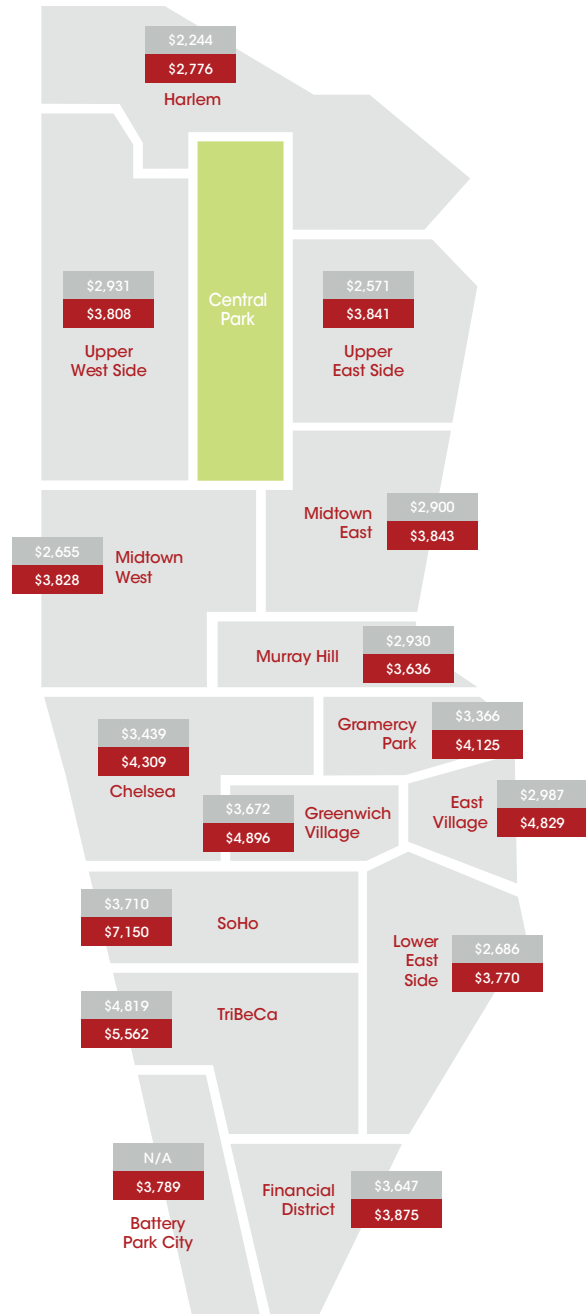 $2,244
$2,776
Harlem
$2,931
$3,808
Upper
West Side
Central
Park
$2,571
$3,841
Upper
East Side
Midtown
East
$2,900
$3,843
$2,655
$3,828
Midtown
West
Murray Hill
$2,930
$3,636
$3,439
$4,309
Chelsea
Gramercy
Park
$3,366
$4,125
$3,672
$4,896
Greenwich
Village
East
Village
$2,987
$4,829
$3,710
$7,150
SoHo
Lower
East
Side
$2,686
$3,770
$4,819
$5,562
TriBeCa
N/A
$3,789
Battery
Park City
Financial
District
$3,647
$3,875